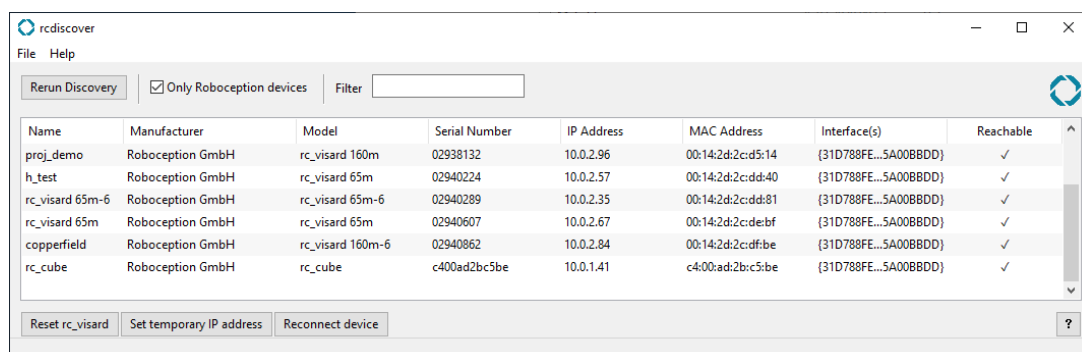 rcdiscover
File Help
Rerun Discovery Only Roboception devices Filter
Name Manufacturer Model Serial Number IP Address MAC Address Interface(s) Reachable
proj_demo Roboception GmbH rc_visard 160m 02938132 10.0.2.96 00:14:2d:2c:d5:14 {31D788FE...5A00BBDD} ✓
h_test Roboception GmbH rc_visard 65m 02940224 10.0.2.57 00:14:2d:2c:dd:40 {31D788FE...5A00BBDD} ✓
rc_visard 65m-6 Roboception GmbH rc_visard 65m-6 02940289 10.0.2.35 00:14:2d:2c:dd:81 {31D788FE...5A00BBDD} ✓
rc_visard 65m Roboception GmbH rc_visard 65m 02940607 10.0.2.67 00:14:2d:2c:de:bf {31D788FE...5A00BBDD} ✓
copperfield Roboception GmbH rc_visard 160m-6 02940862 10.0.2.84 00:14:2d:2c:df:be {31D788FE...5A00BBDD} ✓
rc_cube Roboception GmbH rc_cube c400ad2bc5be 10.0.1.41 c4:00:ad:2b:c5:be {31D788FE...5A00BBDD} ✓
Reset rc_visard Set temporary IP address Reconnect device ?